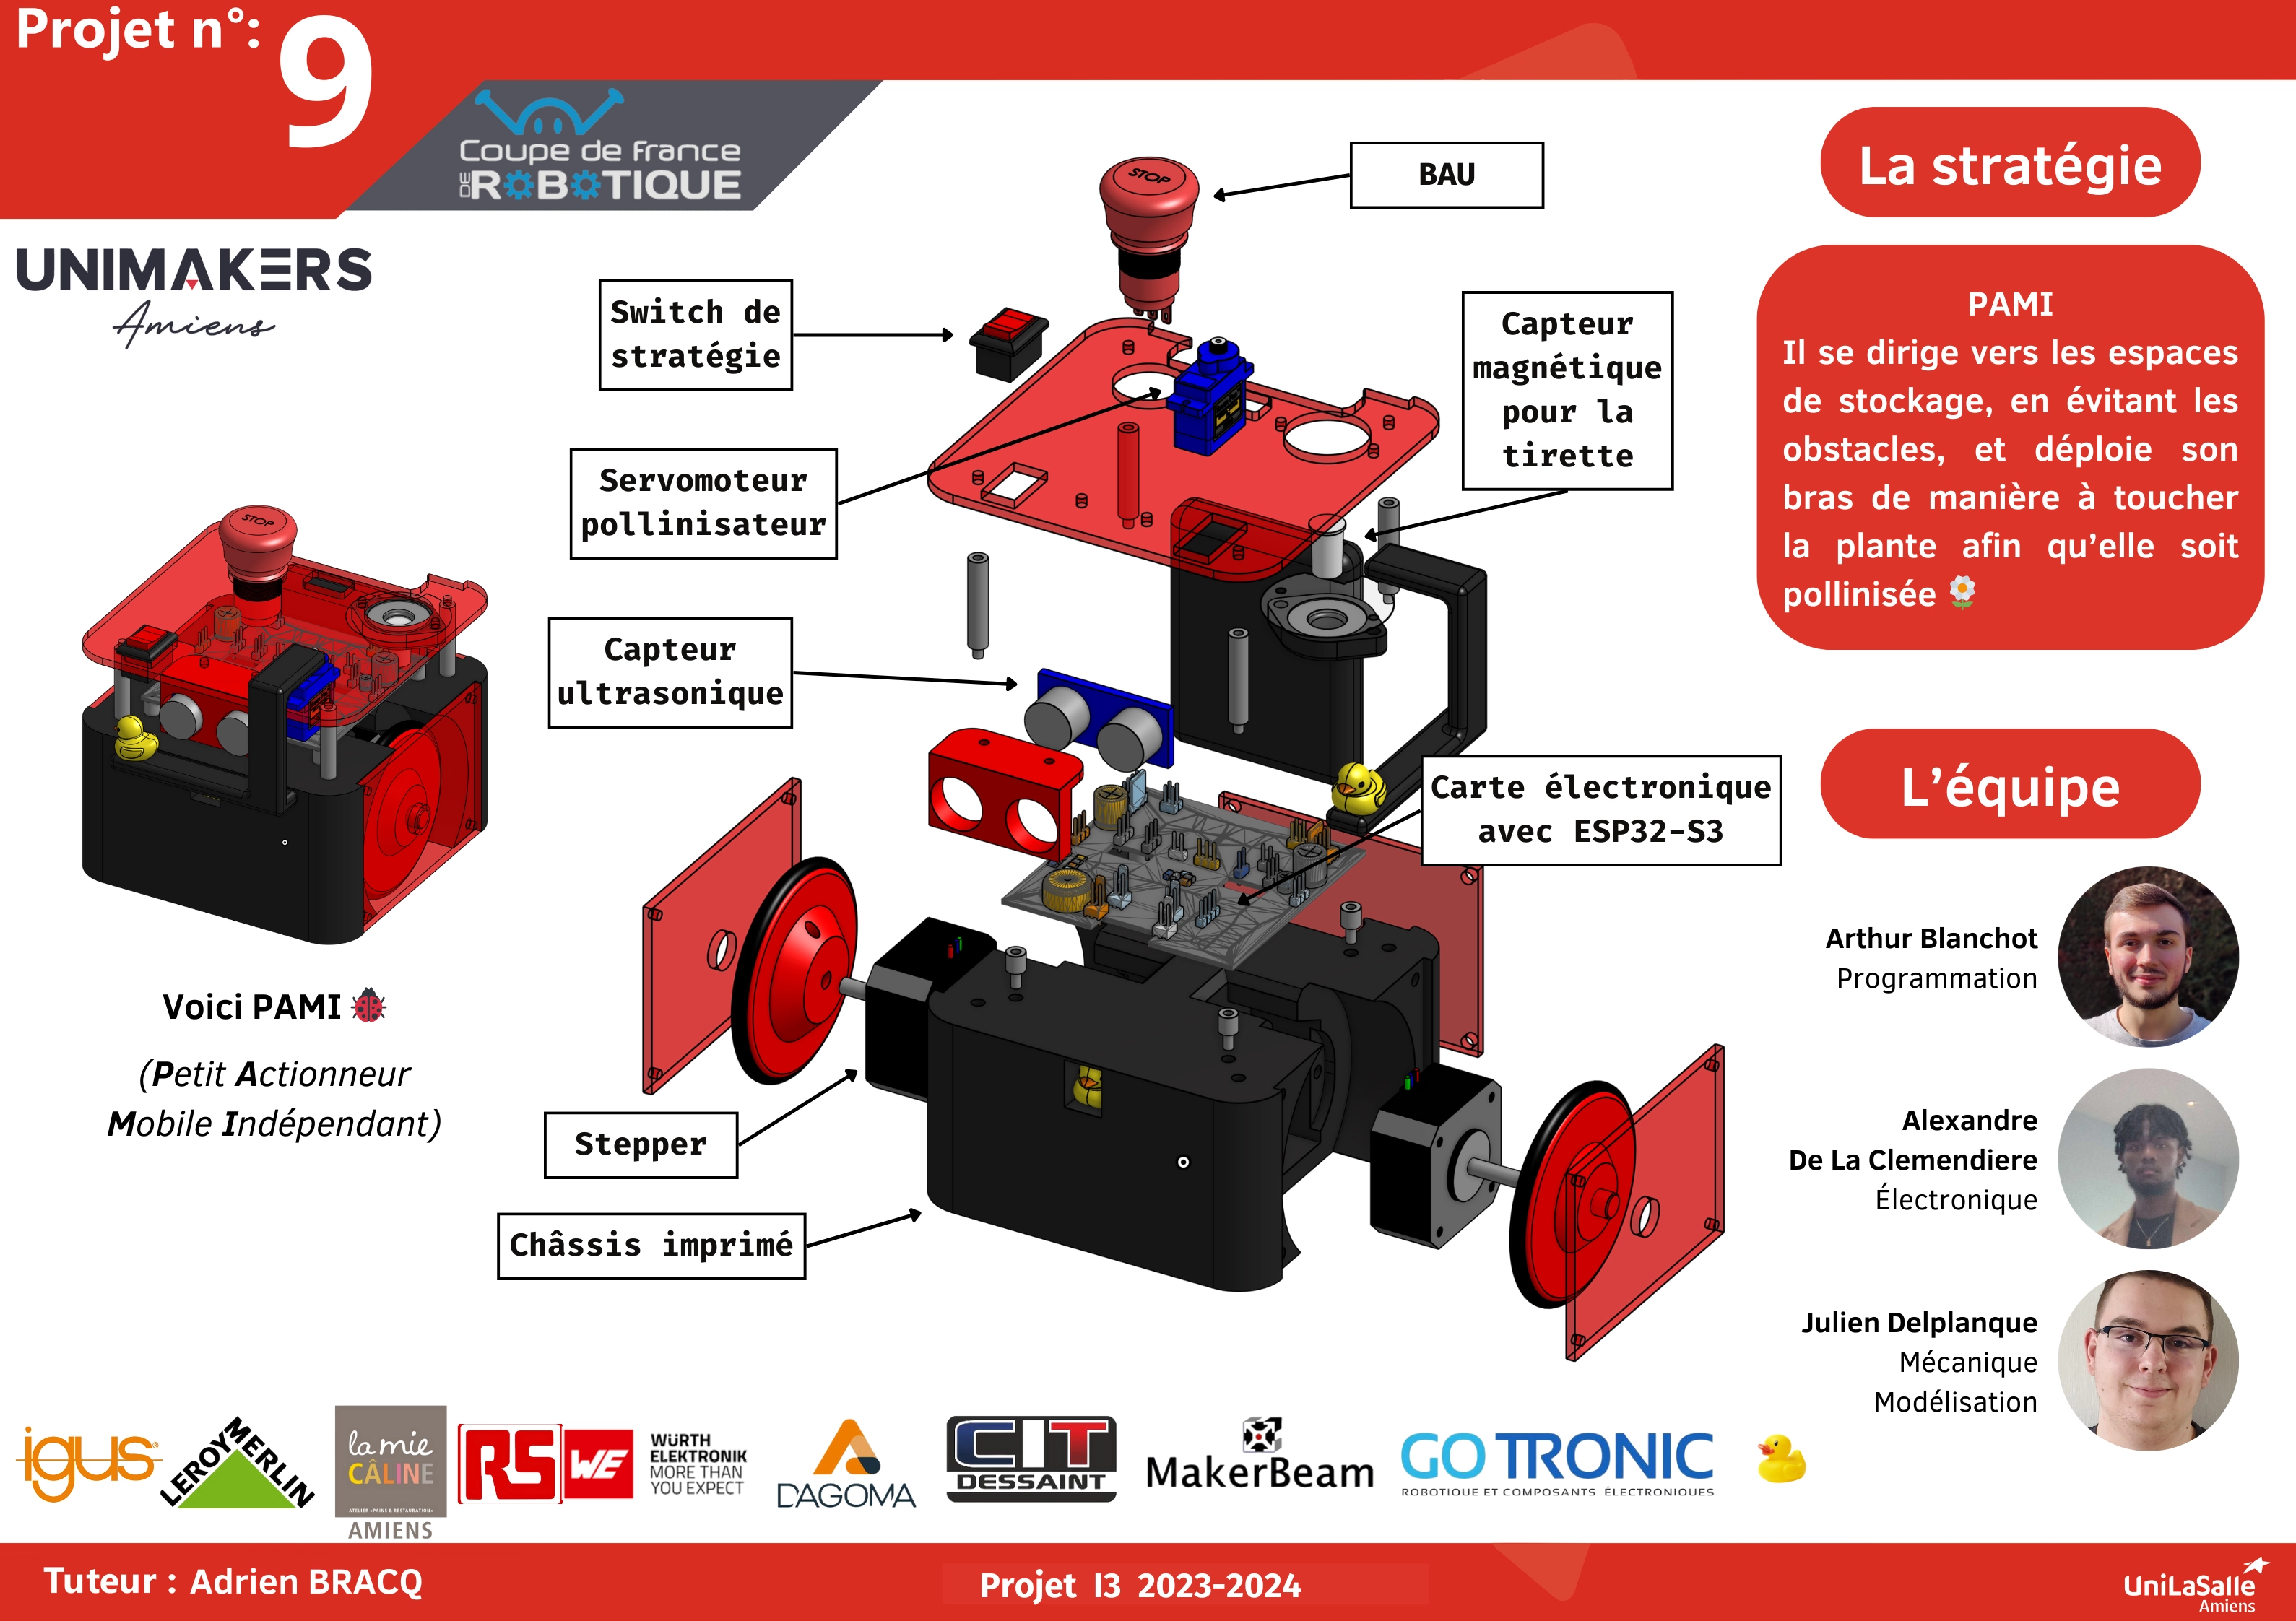 Projet n°: 9
Coupe de France
DE ROBOTIQUE
UNIMAKERS
Amiens
STOP
BAU
Switch de
stratégie
Servomoteur
pollinisateur
Capteur
magnétique
pour la
tirette
Capteur
ultrasonique
Carte électronique
avec ESP32-S3
Stepper
Châssis imprimé
STOP
Voici PAMI
(Petit Actionneur
Mobile Indépendant)
La stratégie
PAMI
Il se dirige vers les espaces
de stockage, en évitant les
obstacles, et déploie son
bras de manière à toucher
la plante afin qu’elle soit
pollinisée
L’équipe
Arthur Blanchot
Programmation
Alexandre
De La Clemendiere
Électronique
Julien Delplanque
Mécanique
Modélisation
igus®
LEROY MERLIN
la mie
CÂLINE
ATELIER • PAINS & RESTAURATION •
AMIENS
RS
WE
WÜRTH
ELEKTRONIK
MORE THAN
YOU EXPECT
DAGOMA
CIT
DESSAINT
MakerBeam
GO TRONIC
ROBOTIQUE ET COMPOSANTS ÉLECTRONIQUES
Tuteur : Adrien BRACQ
Projet I3 2023-2024
UniLaSalle
Amiens